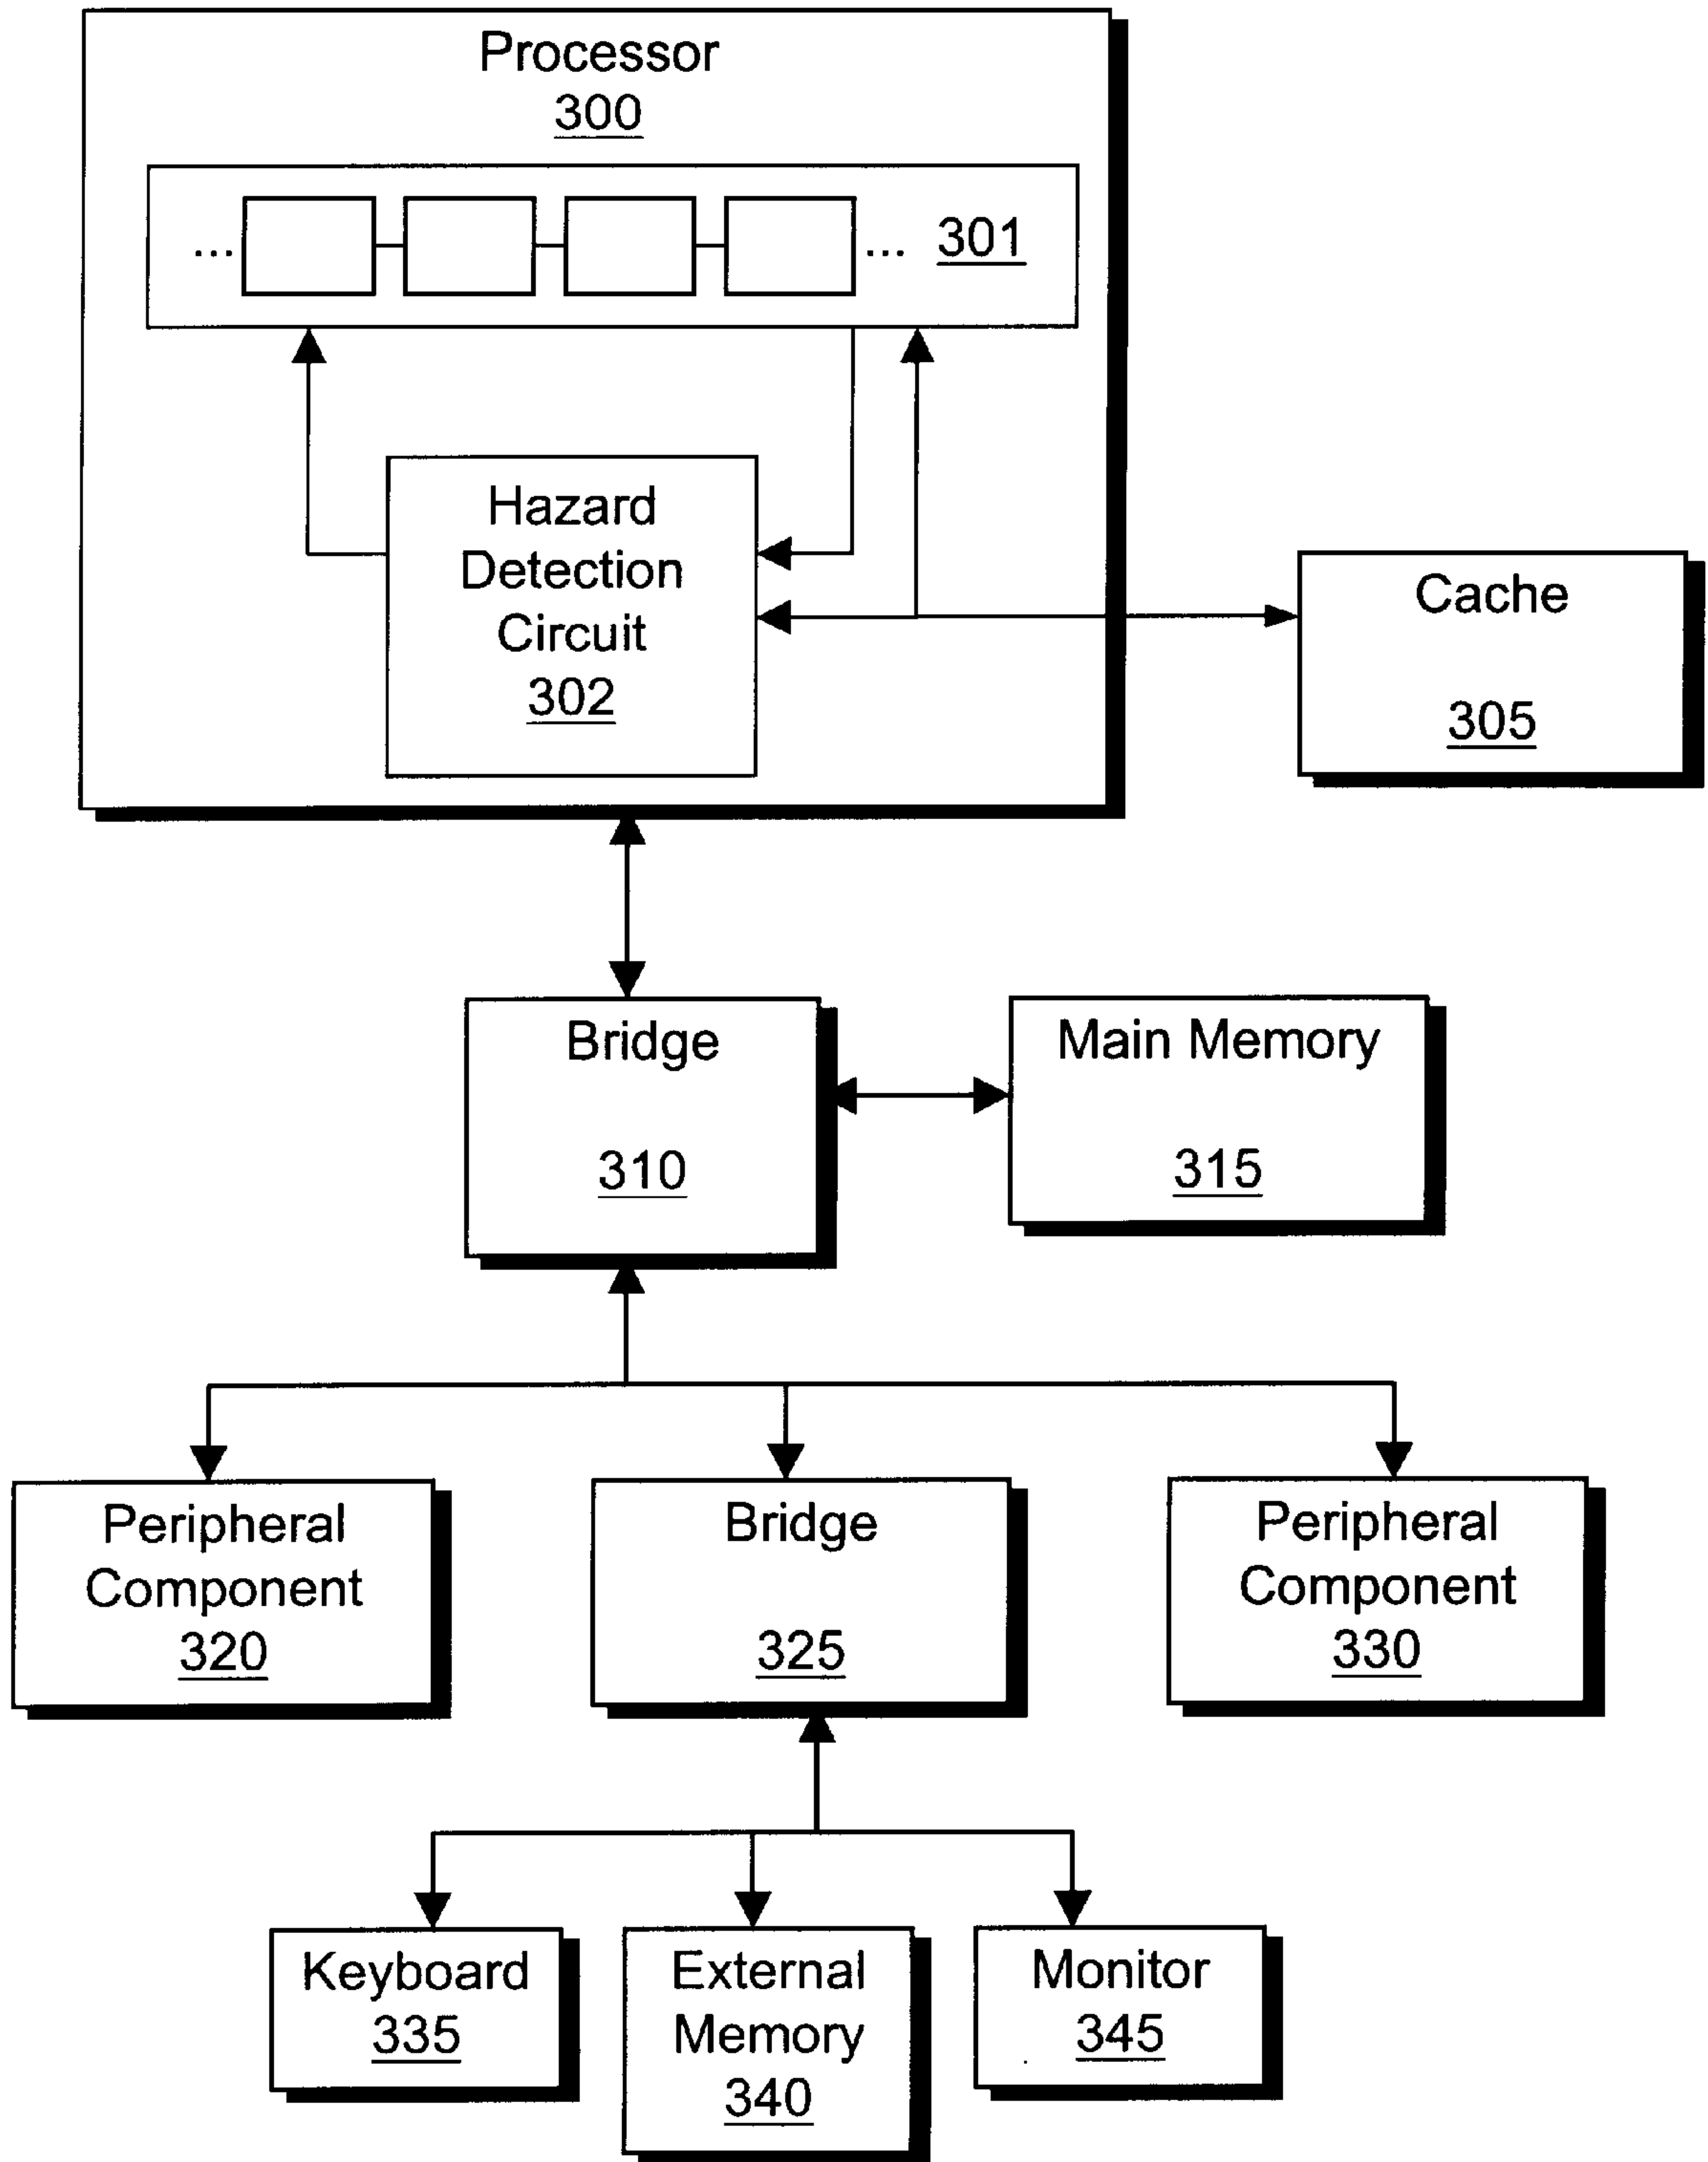 Processor
300
... ... 301
Hazard
Detection
Circuit
302
Cache
305
Bridge
310
Main Memory
315
Peripheral
Component
320
Bridge
325
Peripheral
Component
330
Keyboard
335
External
Memory
340
Monitor
345